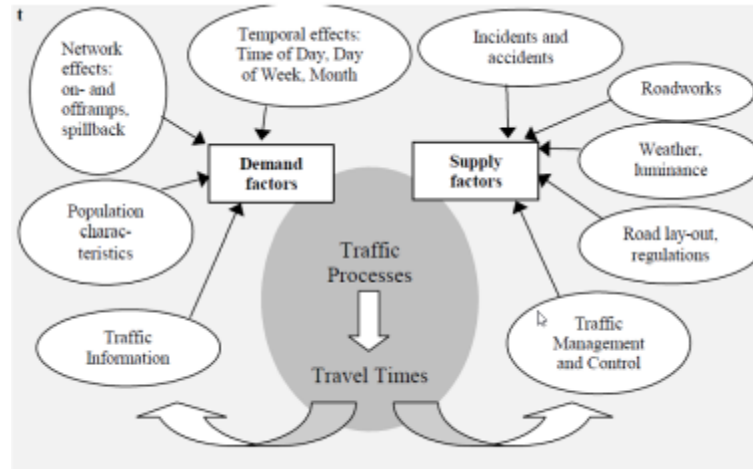 t
Network
effects:
on- and
offramps,
spillback
Temporal effects:
Time of Day, Day
of Week, Month
Incidents and
accidents
Roadworks
Weather,
luminance
Road lay-out,
regulations
Demand
factors
Supply
factors
Population
charac-
teristics
Traffic
Processes
Traffic
Information
Travel Times
Traffic
Management
and Control